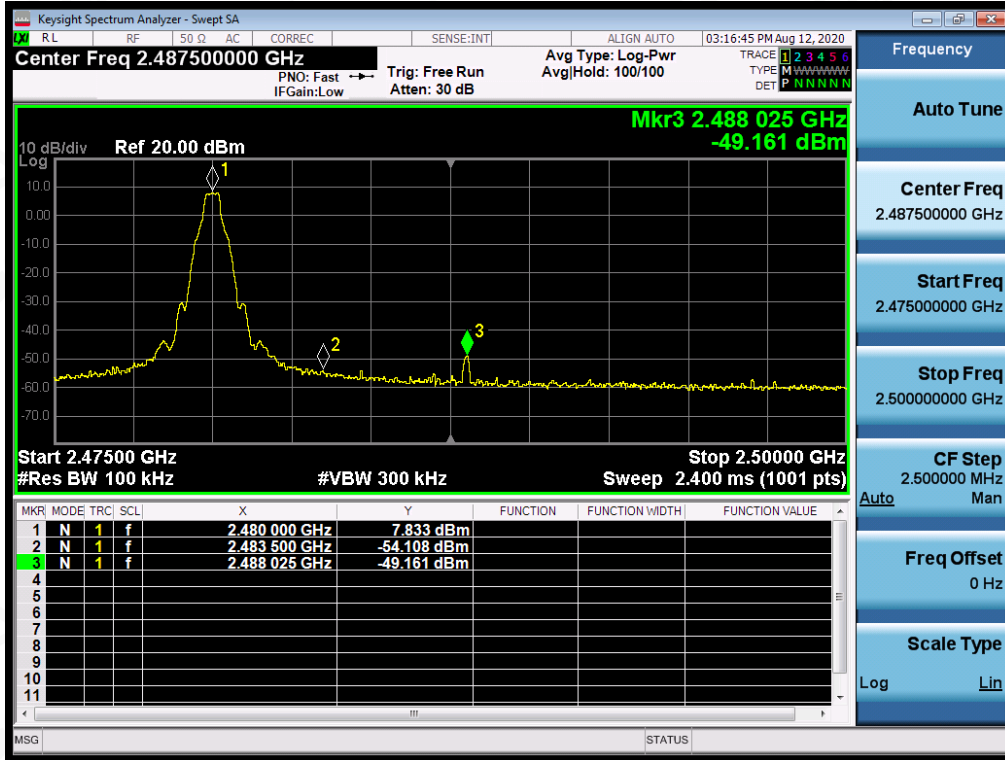 Keysight Spectrum Analyzer - Swept SA
LXI RL RF 50 Ω AC CORREC SENSE:INT ALIGN AUTO 03:16:45 PM Aug 12, 2020
Center Freq 2.487500000 GHz
PNO: Fast
IFGain:Low
Trig: Free Run
Atten: 30 dB
Avg Type: Log-Pwr
Avg|Hold: 100/100
TRACE 1 2 3 4 5 6
TYPE M WWWWW
DET P N N N N N
Mkr3 2.488 025 GHz
-49.161 dBm
10 dB/div Ref 20.00 dBm
Log
10.0
0.00
-10.0
-20.0
-30.0
-40.0
-50.0
-60.0
-70.0
1
2
3
Start 2.47500 GHz Stop 2.50000 GHz
#Res BW 100 kHz #VBW 300 kHz Sweep 2.400 ms (1001 pts)
MKR MODE TRC SCL X Y FUNCTION FUNCTION WIDTH FUNCTION VALUE
1 N 1 f 2.480 000 GHz 7.833 dBm
2 N 1 f 2.483 500 GHz -54.108 dBm
3 N 1 f 2.488 025 GHz -49.161 dBm
4
5
6
7
8
9
10
11
MSG STATUS
Frequency
Auto Tune
Center Freq
2.487500000 GHz
Start Freq
2.475000000 GHz
Stop Freq
2.500000000 GHz
CF Step
2.500000 MHz
Auto Man
Freq Offset
0 Hz
Scale Type
Log Lin